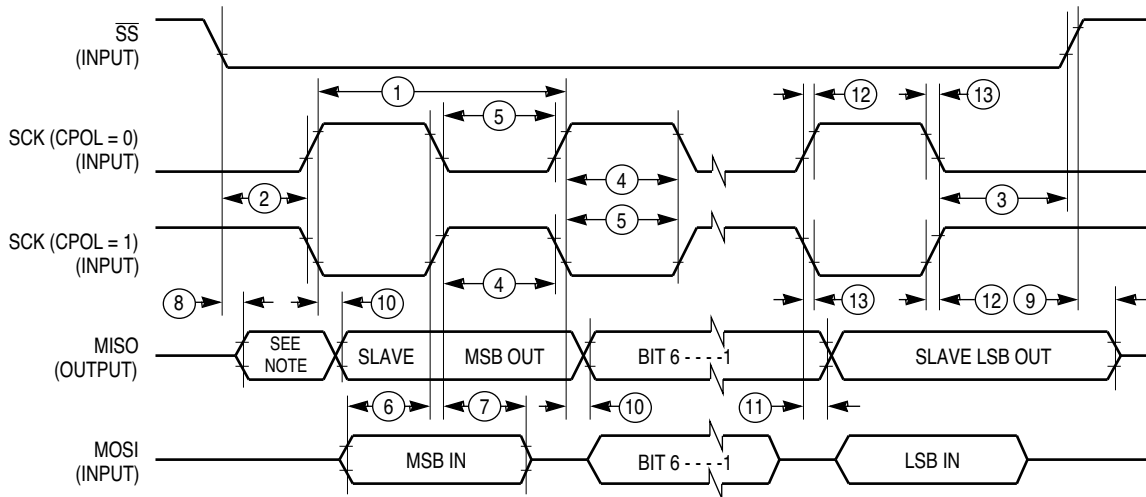 SS
(INPUT)
1
12
13
5
SCK (CPOL = 0)
(INPUT)
2
4
3
5
SCK (CPOL = 1)
(INPUT)
4
8
10
13
12
9
MISO
(OUTPUT)
SEE
NOTE
SLAVE
MSB OUT
BIT 6 - - - - 1
SLAVE LSB OUT
6
7
10
11
MOSI
(INPUT)
MSB IN
BIT 6 - - - - 1
LSB IN